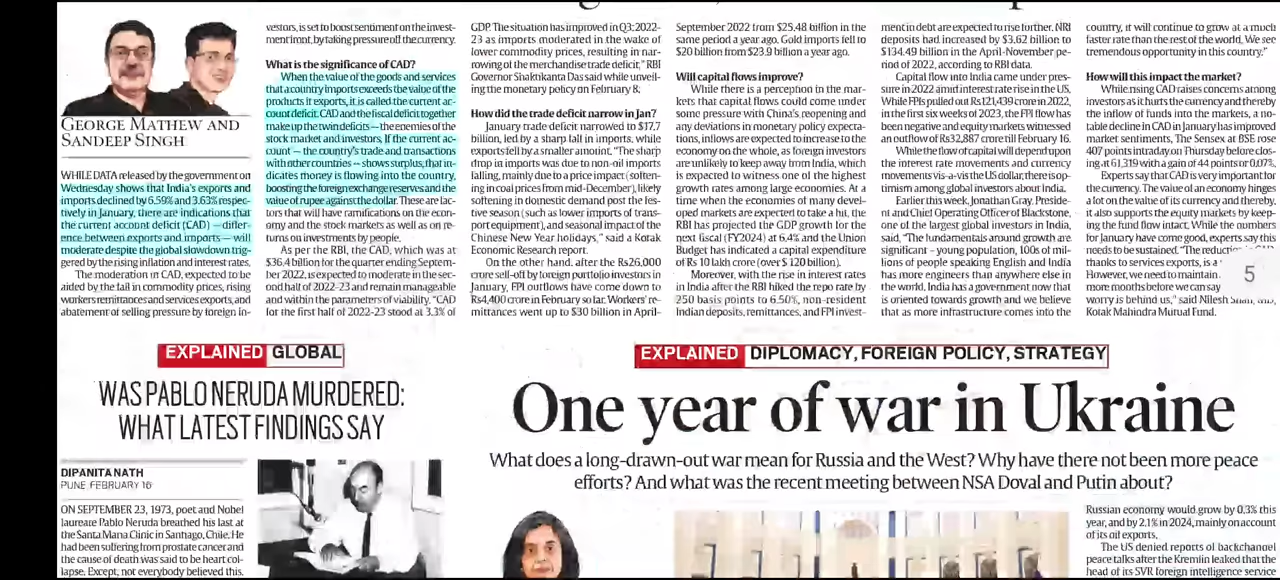 GEORGE MATHEW AND
SANDEEP SINGH
WHILE DATA released by the government on
Wednesday shows that India's exports and
imports declined by 6.59% and 3.63% respec-
tively in January, there are indications that
the current account deficit (CAD) — differ-
ence between exports and imports — will
moderate despite the global slowdown trig-
gered by the rising inflation and interest rates.
The moderation in CAD, expected to be
aided by the fall in commodity prices, rising
workers remittances and services exports, and
abatement of selling pressure by foreign in-
vestors, is set to boost sentiment on the invest-
ment front, by taking pressure off the currency.
What is the significance of CAD?
When the value of the goods and services
that a country imports exceeds the value of the
products it exports, it is called the current ac-
count deficit. CAD and the fiscal deficit together
make up the twin deficits — the enemies of the
stock market and investors. If the current ac-
count — the country's trade and transactions
with other countries — shows surplus, that in-
dicates money is flowing into the country,
boosting the foreign exchange reserves and the
value of rupee against the dollar. These are fac-
tors that will have ramifications on the econ-
omy and the stock markets as well as on re-
turns on investments by people.
As per the RBI, the CAD, which was at
$36.4 billion for the quarter ending Septem-
ber 2022, is expected to moderate in the sec-
ond half of 2022-23 and remain manageable
and within the parameters of viability. "CAD
for the first half of 2022-23 stood at 3.3% of
GDP. The situation has improved in Q3:2022-
23 as imports moderated in the wake of
lower commodity prices, resulting in nar-
rowing of the merchandise trade deficit," RBI
Governor Shaktikanta Das said while unveil-
ing the monetary policy on February 8.
How did the trade deficit narrow in Jan?
January trade deficit narrowed to $17.7
billion, led by a sharp fall in imports, while
exports fell by a smaller amount. "The sharp
drop in imports was due to non-oil imports
falling, mainly due to a price impact (soften-
ing in coal prices from mid-December), likely
softening in domestic demand post the fes-
tive season (such as lower imports of trans-
port equipment), and seasonal impact of the
Chinese New Year holidays," said a Kotak
Economic Research report.
On the other hand, after the Rs 26,000
crore sell-off by foreign portfolio investors in
January, FPI outflows have come down to
Rs 4,400 crore in February so far. Workers' re-
mittances went up to $30 billion in April-
September 2022 from $25.48 billion in the
same period a year ago. Gold imports fell to
$20 billion from $23.9 billion a year ago.
Will capital flows improve?
While there is a perception in the mar-
kets that capital flows could come under
some pressure with China's reopening and
any deviations in monetary policy expecta-
tions, inflows are expected to increase to the
economy on the whole, as foreign investors
are unlikely to keep away from India, which
is expected to witness one of the highest
growth rates among large economies. At a
time when the economies of many devel-
oped markets are expected to take a hit, the
RBI has projected the GDP growth for the
next fiscal (FY2024) at 6.4% and the Union
Budget has indicated a capital expenditure
of Rs 10 lakh crore (over $ 120 billion).
Moreover, with the rise in interest rates
in India after the RBI hiked the repo rate by
250 basis points to 6.50%, non-resident
Indian deposits, remittances, and FPI invest-
ment in debt are expected to rise further. NRI
deposits had increased by $3.62 billion to
$134.49 billion in the April-November pe-
riod of 2022, according to RBI data.
Capital flow into India came under pres-
sure in 2022 amid interest rate rise in the US.
While FPIs pulled out Rs 121,439 crore in 2022,
in the first six weeks of 2023, the FPI flow has
been negative and equity markets witnessed
an outflow of Rs 32,887 crore till February 16.
While the flow of capital will depend upon
the interest rate movements and currency
movements vis-a-vis the US dollar, there is op-
timism among global investors about India.
Earlier this week, Jonathan Gray, Presid-
ent and Chief Operating Officer of Blackstone,
one of the largest global investors in India,
said, "The fundamentals around growth are
significant – young population, 100s of mil-
lions of people speaking English and India
has more engineers than anywhere else in
the world. India has a government now that
is oriented towards growth and we believe
that as more infrastructure comes into the
country, it will continue to grow at a much
faster rate than the rest of the world. We see
tremendous opportunity in this country."
How will this impact the market?
While rising CAD raises concerns among
investors as it hurts the currency and thereby
the inflow of funds into the markets, a no-
table decline in CAD in January has improved
market sentiments. The Sensex at BSE rose
407 points intraday on Thursday before clos-
ing at 61,319 with a gain of 44 points or 0.07%.
Experts say that CAD is very important for
the currency. The value of an economy hinges
a lot on the value of its currency and thereby,
it also supports the equity markets by keep-
ing the fund flow intact. While the numbers
for January have come good, experts say this
needs to be sustained. "The reduct
thanks to services exports, is a
However, we need to maintain
more months before we can say
worry is behind us," said Nilesh
Kotak Mahindra Mutual Fund.
5
EXPLAINED GLOBAL
WAS PABLO NERUDA MURDERED:
WHAT LATEST FINDINGS SAY
DIPANITA NATH
PUNE, FEBRUARY 16
ON SEPTEMBER 23, 1973, poet and Nobel
laureate Pablo Neruda breathed his last at
the Santa Maria Clinic in Santiago, Chile. He
had been suffering from prostate cancer and
the cause of death was said to be heart col-
lapse. Except, not everybody believed this.
EXPLAINED DIPLOMACY, FOREIGN POLICY, STRATEGY
One year of war in Ukraine
What does a long-drawn-out war mean for Russia and the West? Why have there not been more peace
efforts? And what was the recent meeting between NSA Doval and Putin about?
Russian economy would grow by 0.3% this
year, and by 2.1% in 2024, mainly on account
of its oil exports.
The US denied reports of backchannel
peace talks after the Kremlin leaked that the
head of its SVR foreign intelligence service